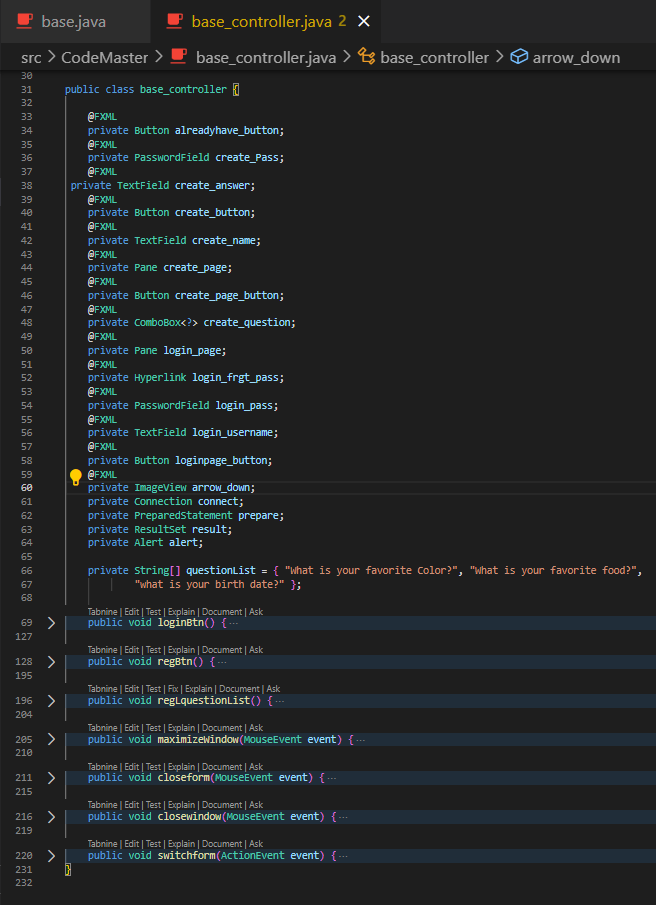 base.java
base_controller.java 2
src > CodeMaster > base_controller.java > base_controller > arrow_down
30
31 public class base_controller {
32
33 @FXML
34 private Button alreadyhave_button;
35 @FXML
36 private PasswordField create_Pass;
37 @FXML
38 private TextField create_answer;
39 @FXML
40 private Button create_button;
41 @FXML
42 private TextField create_name;
43 @FXML
44 private Pane create_page;
45 @FXML
46 private Button create_page_button;
47 @FXML
48 private ComboBox<?> create_question;
49 @FXML
50 private Pane login_page;
51 @FXML
52 private Hyperlink login_frgt_pass;
53 @FXML
54 private PasswordField login_pass;
55 @FXML
56 private TextField login_username;
57 @FXML
58 private Button loginpage_button;
59 @FXML
60 private ImageView arrow_down;
61 private Connection connect;
62 private PreparedStatement prepare;
63 private ResultSet result;
64 private Alert alert;
65
66 private String[] questionList = { "What is your favorite Color?", "What is your favorite food?",
67 "what is your birth date?" };
68
Tabnine | Edit | Test | Explain | Document | Ask
69 > public void loginBtn() { ···
127
Tabnine | Edit | Test | Explain | Document | Ask
128 > public void regBtn() { ···
195
Tabnine | Edit | Test | Fix | Explain | Document | Ask
196 > public void regLquestionList() { ···
204
Tabnine | Edit | Test | Explain | Document | Ask
205 > public void maximizeWindow(MouseEvent event) { ···
210
Tabnine | Edit | Test | Explain | Document | Ask
211 > public void closeform(MouseEvent event) { ···
215
Tabnine | Edit | Test | Explain | Document | Ask
216 > public void closewindow(MouseEvent event) { ···
219
Tabnine | Edit | Test | Explain | Document | Ask
220 > public void switchform(ActionEvent event) { ···
231 }
232